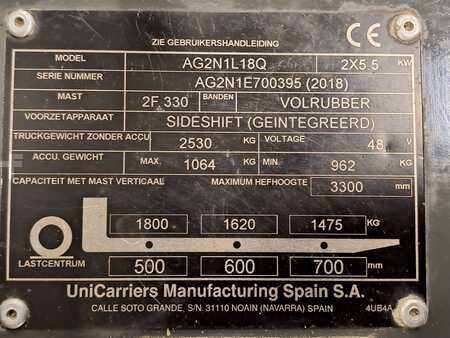 ZIE GEBRUIKERSHANDLEIDING CE
MODEL AG2N1L18Q 2X5.5 KW
SERIE NUMMER AG2N1E700395 (2018)
MAST 2F 330 BANDEN VOLRUBBER
VOORZETAPPARAAT SIDESHIFT (GEINTEGREERD)
TRUCKGEWICHT ZONDER ACCU 2530 KG VOLTAGE 48 V
ACCU. GEWICHT MAX. 1064 KG MIN. 962 KG
CAPACITEIT MET MAST VERTICAAL MAXIMUM HEFHOOGTE 3300 mm
1800 1620 1475 KG
LASTCENTRUM 500 600 700 mm
UniCarriers Manufacturing Spain S.A.
CALLE SOTO GRANDE, S/N. 31110 NOAIN (NAVARRA) SPAIN 4UB4A